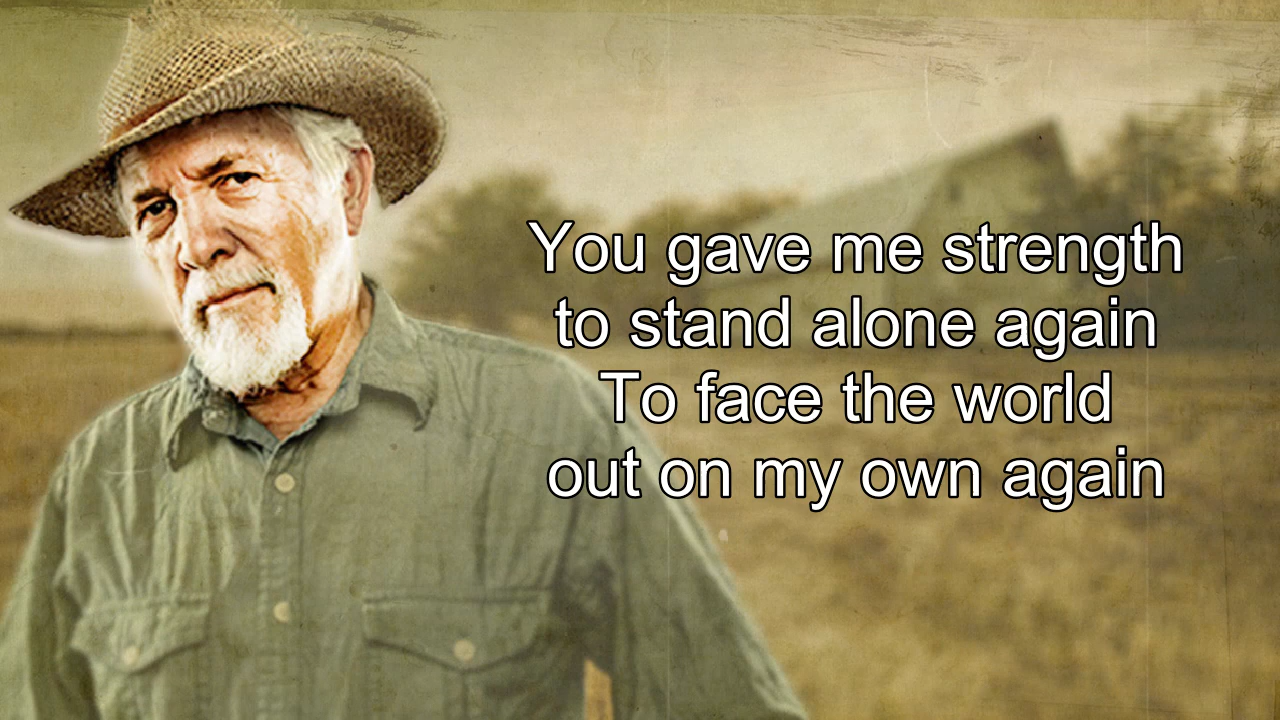 You gave me strength
to stand alone again
To face the world
out on my own again